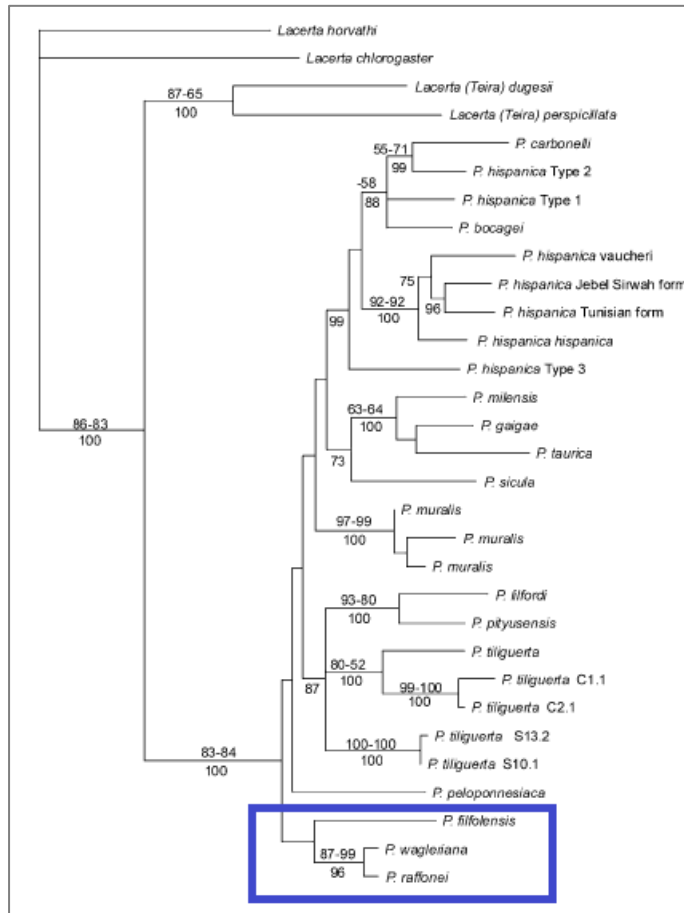 Lacerta horvathi
Lacerta chlorogaster
87-65
100
Lacerta (Teira) dugesii
Lacerta (Teira) perspicillata
55-71
99
P. carbonelli
P. hispanica Type 2
-58
88
P. hispanica Type 1
P. bocagei
P. hispanica vaucheri
75
P. hispanica Jebel Sirwah form
92-92
100
96
P. hispanica Tunisian form
99
P. hispanica hispanica
P. hispanica Type 3
63-64
100
P. milensis
P. gaigae
86-83
100
P. taurica
73
P. sicula
P. muralis
97-99
100
P. muralis
P. muralis
93-80
100
P. lilfordi
P. pityusensis
80-52
100
P. tiliguerta
87
99-100
100
P. tiliguerta C1.1
P. tiliguerta C2.1
100-100
100
P. tiliguerta S13.2
P. tiliguerta S10.1
83-84
100
P. peloponnesiaca
P. filfolensis
87-99
96
P. wagleriana
P. raffonei